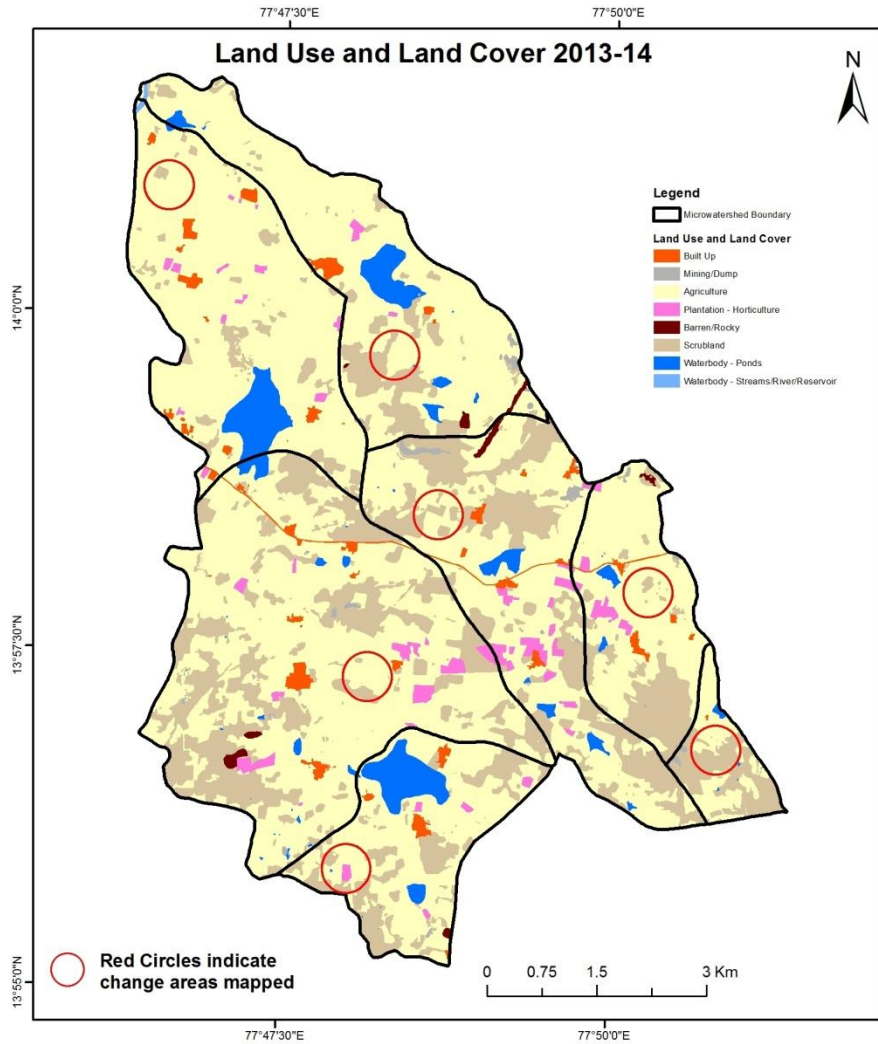 77°47'30"E
77°50'0"E
Land Use and Land Cover 2013-14
N
Legend
Microwatershed Boundary
Land Use and Land Cover
Built Up
Mining/Dump
Agriculture
Plantation - Horticulture
Barren/Rocky
Scrubland
Waterbody - Ponds
Waterbody - Streams/River/Reservoir
14°0'0"N
13°57'30"N
13°55'0"N
Red Circles indicate
change areas mapped
0 0.75 1.5 3 Km
77°47'30"E
77°50'0"E